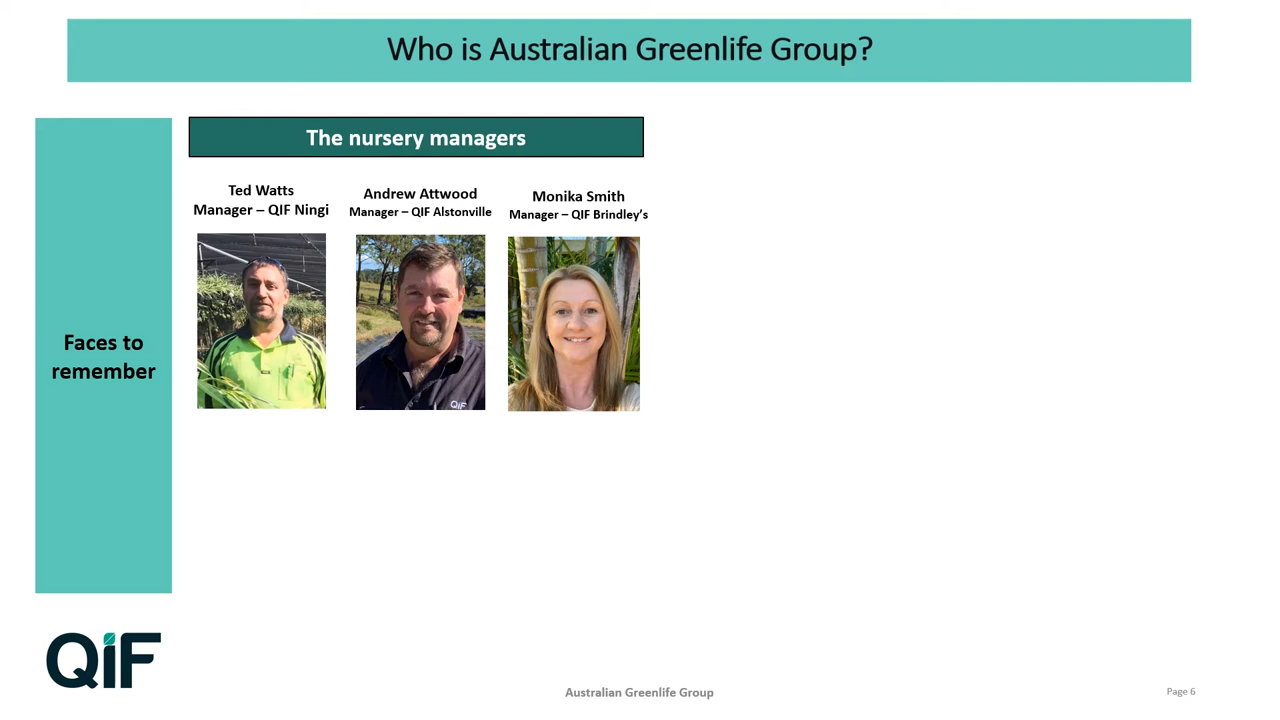 Who is Australian Greenlife Group?
The nursery managers
Ted Watts
Manager – QIF Ningi
Andrew Attwood
Manager – QIF Alstonville
Monika Smith
Manager – QIF Brindley’s
QiF
Faces to
remember
QiF
Australian Greenlife Group
Page 6